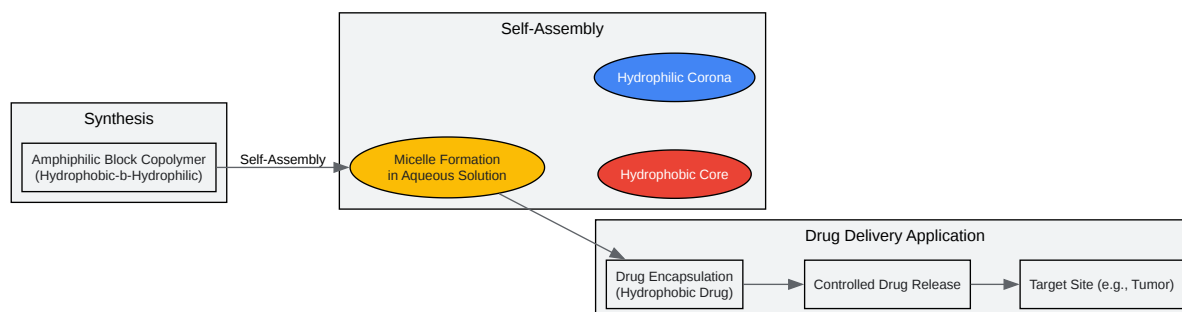 Self-Assembly
Hydrophilic Corona
Synthesis
Amphiphilic Block Copolymer
(Hydrophobic-b-Hydrophilic)
Self-Assembly
Micelle Formation
in Aqueous Solution
Hydrophobic Core
Drug Delivery Application
Drug Encapsulation
(Hydrophobic Drug)
Controlled Drug Release
Target Site (e.g., Tumor)